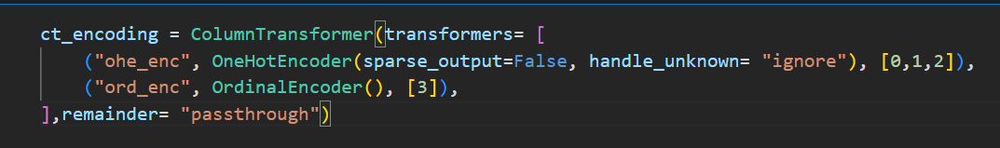 ct_encoding = ColumnTransformer(transformers= [
    ("ohe_enc", OneHotEncoder(sparse_output=False, handle_unknown= "ignore"), [0,1,2]),
    ("ord_enc", OrdinalEncoder(), [3]),
],remainder= "passthrough")